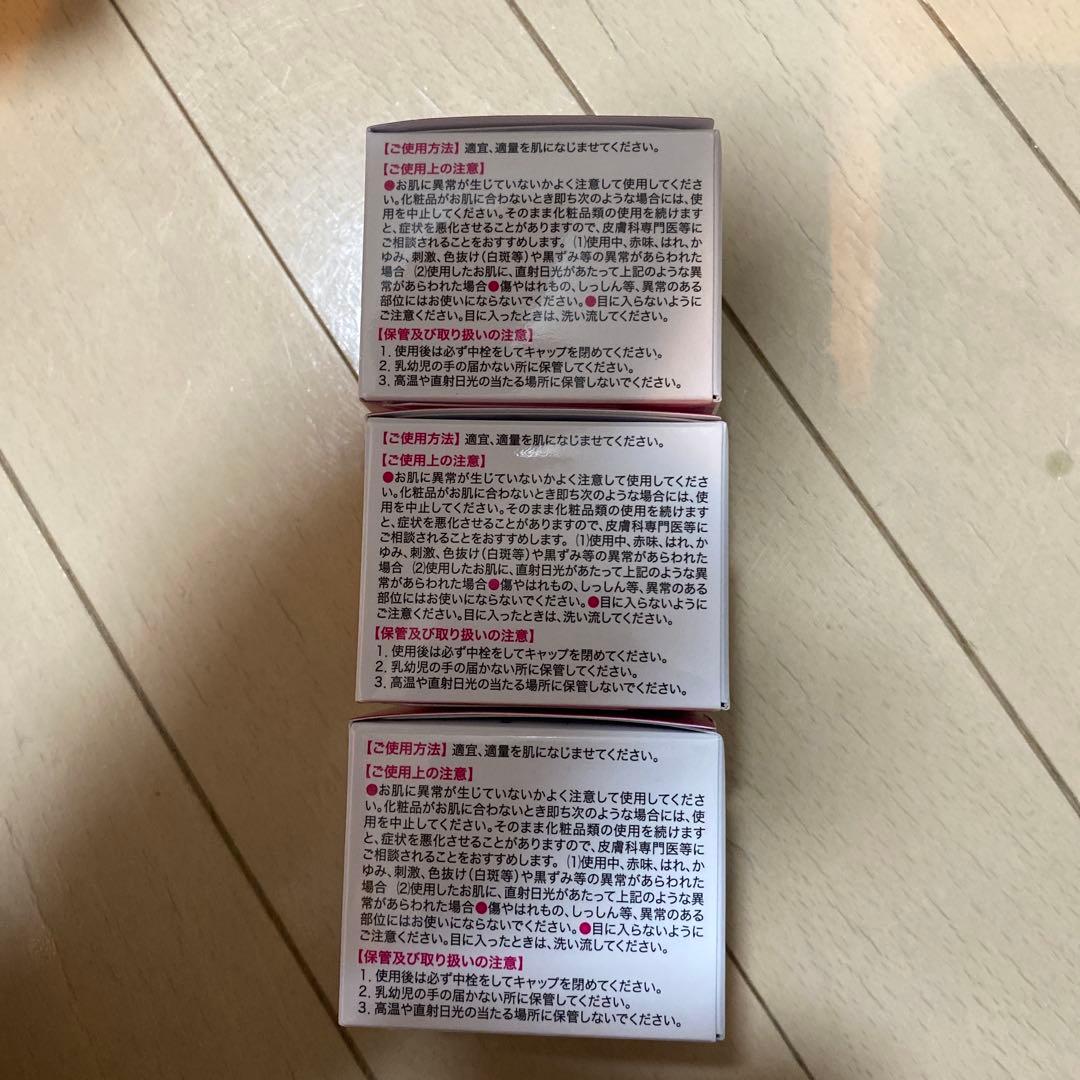 【ご使用方法】適宜、適量を肌になじませてください。
【ご使用上の注意】
●お肌に異常が生じていないかよく注意して使用してくださ
い。化粧品がお肌に合わないとき即ち次のような場合には、使
用を中止してください。そのまま化粧品類の使用を続けます
と、症状を悪化させることがありますので、皮膚科専門医等に
ご相談されることをおすすめします。(1)使用中、赤味、はれ、か
ゆみ、刺激、色抜け(白斑等)や黒ずみ等の異常があらわれた
場合 (2)使用したお肌に、直射日光があたって上記のような異
常があらわれた場合●傷やはれもの、しっしん等、異常のある
部位にはお使いにならないでください。●目に入らないように
ご注意ください。目に入ったときは、洗い流してください。
【保管及び取り扱いの注意】
1. 使用後は必ず中栓をしてキャップを閉めてください。
2. 乳幼児の手の届かない所に保管してください。
3. 高温や直射日光の当たる場所に保管しないでください。
【ご使用方法】適宜、適量を肌になじませてください。
【ご使用上の注意】
●お肌に異常が生じていないかよく注意して使用してくださ
い。化粧品がお肌に合わないとき即ち次のような場合には、使
用を中止してください。そのまま化粧品類の使用を続けます
と、症状を悪化させることがありますので、皮膚科専門医等に
ご相談されることをおすすめします。(1)使用中、赤味、はれ、か
ゆみ、刺激、色抜け(白斑等)や黒ずみ等の異常があらわれた
場合 (2)使用したお肌に、直射日光があたって上記のような異
常があらわれた場合●傷やはれもの、しっしん等、異常のある
部位にはお使いにならないでください。●目に入らないように
ご注意ください。目に入ったときは、洗い流してください。
【保管及び取り扱いの注意】
1. 使用後は必ず中栓をしてキャップを閉めてください。
2. 乳幼児の手の届かない所に保管してください。
3. 高温や直射日光の当たる場所に保管しないでください。
【ご使用方法】適宜、適量を肌になじませてください。
【ご使用上の注意】
●お肌に異常が生じていないかよく注意して使用してくださ
い。化粧品がお肌に合わないとき即ち次のような場合には、使
用を中止してください。そのまま化粧品類の使用を続けます
と、症状を悪化させることがありますので、皮膚科専門医等に
ご相談されることをおすすめします。(1)使用中、赤味、はれ、か
ゆみ、刺激、色抜け(白斑等)や黒ずみ等の異常があらわれた
場合 (2)使用したお肌に、直射日光があたって上記のような異
常があらわれた場合●傷やはれもの、しっしん等、異常のある
部位にはお使いにならないでください。●目に入らないように
ご注意ください。目に入ったときは、洗い流してください。
【保管及び取り扱いの注意】
1. 使用後は必ず中栓をしてキャップを閉めてください。
2. 乳幼児の手の届かない所に保管してください。
3. 高温や直射日光の当たる場所に保管しないでください。